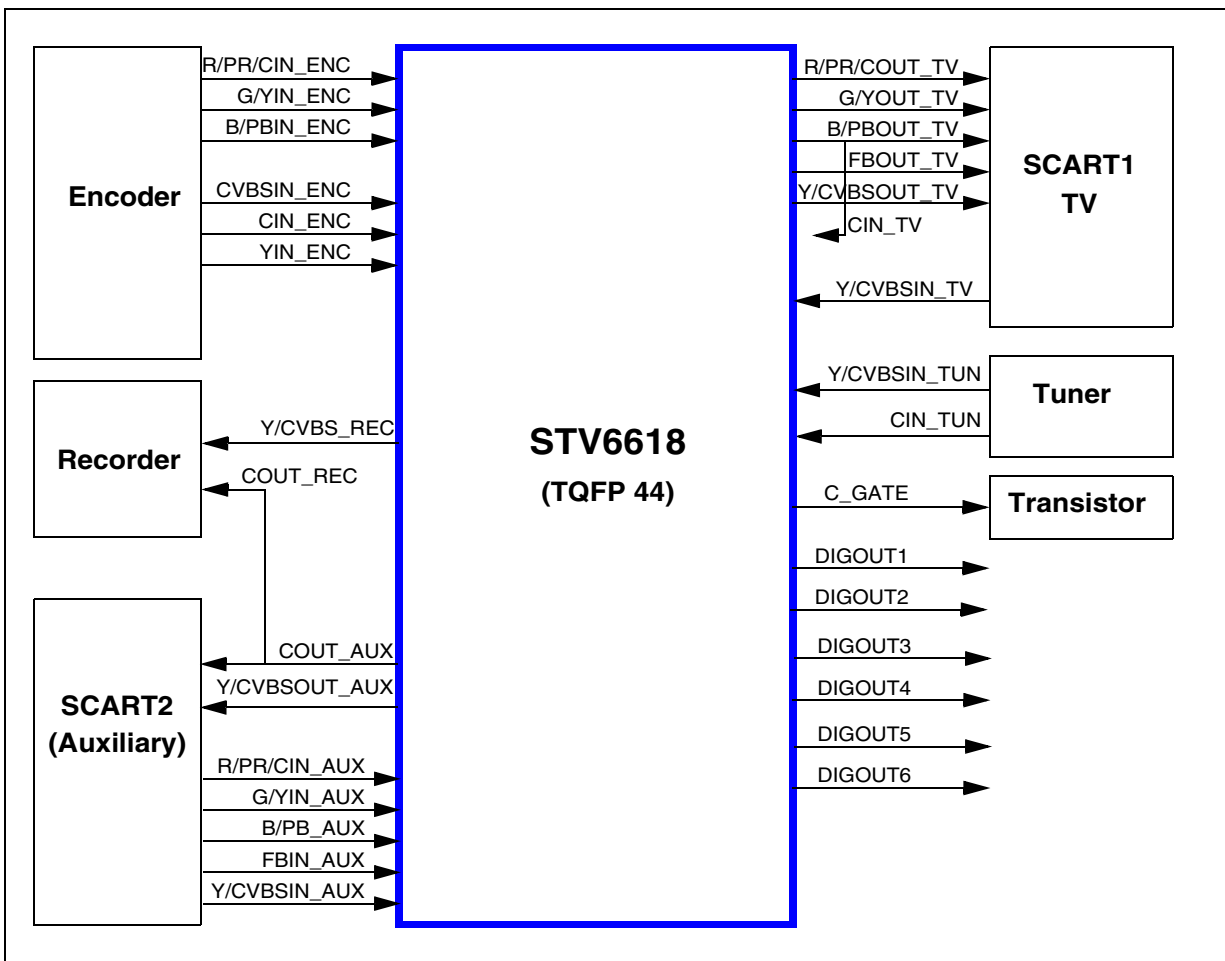 R/PR/CIN_ENC
G/YIN_ENC
B/PBIN_ENC
Encoder
CVBSIN_ENC
CIN_ENC
YIN_ENC
Y/CVBS_REC
Recorder
COUT_REC
COUT_AUX
Y/CVBSOUT_AUX
SCART2
(Auxiliary)
R/PR/CIN_AUX
G/YIN_AUX
B/PB_AUX
FBIN_AUX
Y/CVBSIN_AUX
STV6618
(TQFP 44)
R/PR/COUT_TV
G/YOUT_TV
B/PBOUT_TV
FBOUT_TV
Y/CVBSOUT_TV
CIN_TV
Y/CVBSIN_TV
SCART1
TV
Y/CVBSIN_TUN
CIN_TUN
Tuner
C_GATE
Transistor
DIGOUT1
DIGOUT2
DIGOUT3
DIGOUT4
DIGOUT5
DIGOUT6